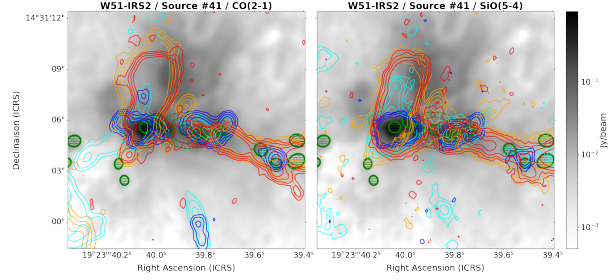 W51-IRS2 / Source #41 / CO(2-1)
W51-IRS2 / Source #41 / SiO(5-4)
14°31'12"
09"
06"
03"
00"
Declinaison (ICRS)
19ʰ23ᵐ40.2ˢ 40.0ˢ 39.8ˢ 39.6ˢ 39.4ˢ
19ʰ23ᵐ40.2ˢ 40.0ˢ 39.8ˢ 39.6ˢ 39.4ˢ
Right Ascension (ICRS)
Right Ascension (ICRS)
10⁻¹
10⁻²
10⁻³
Jy/beam